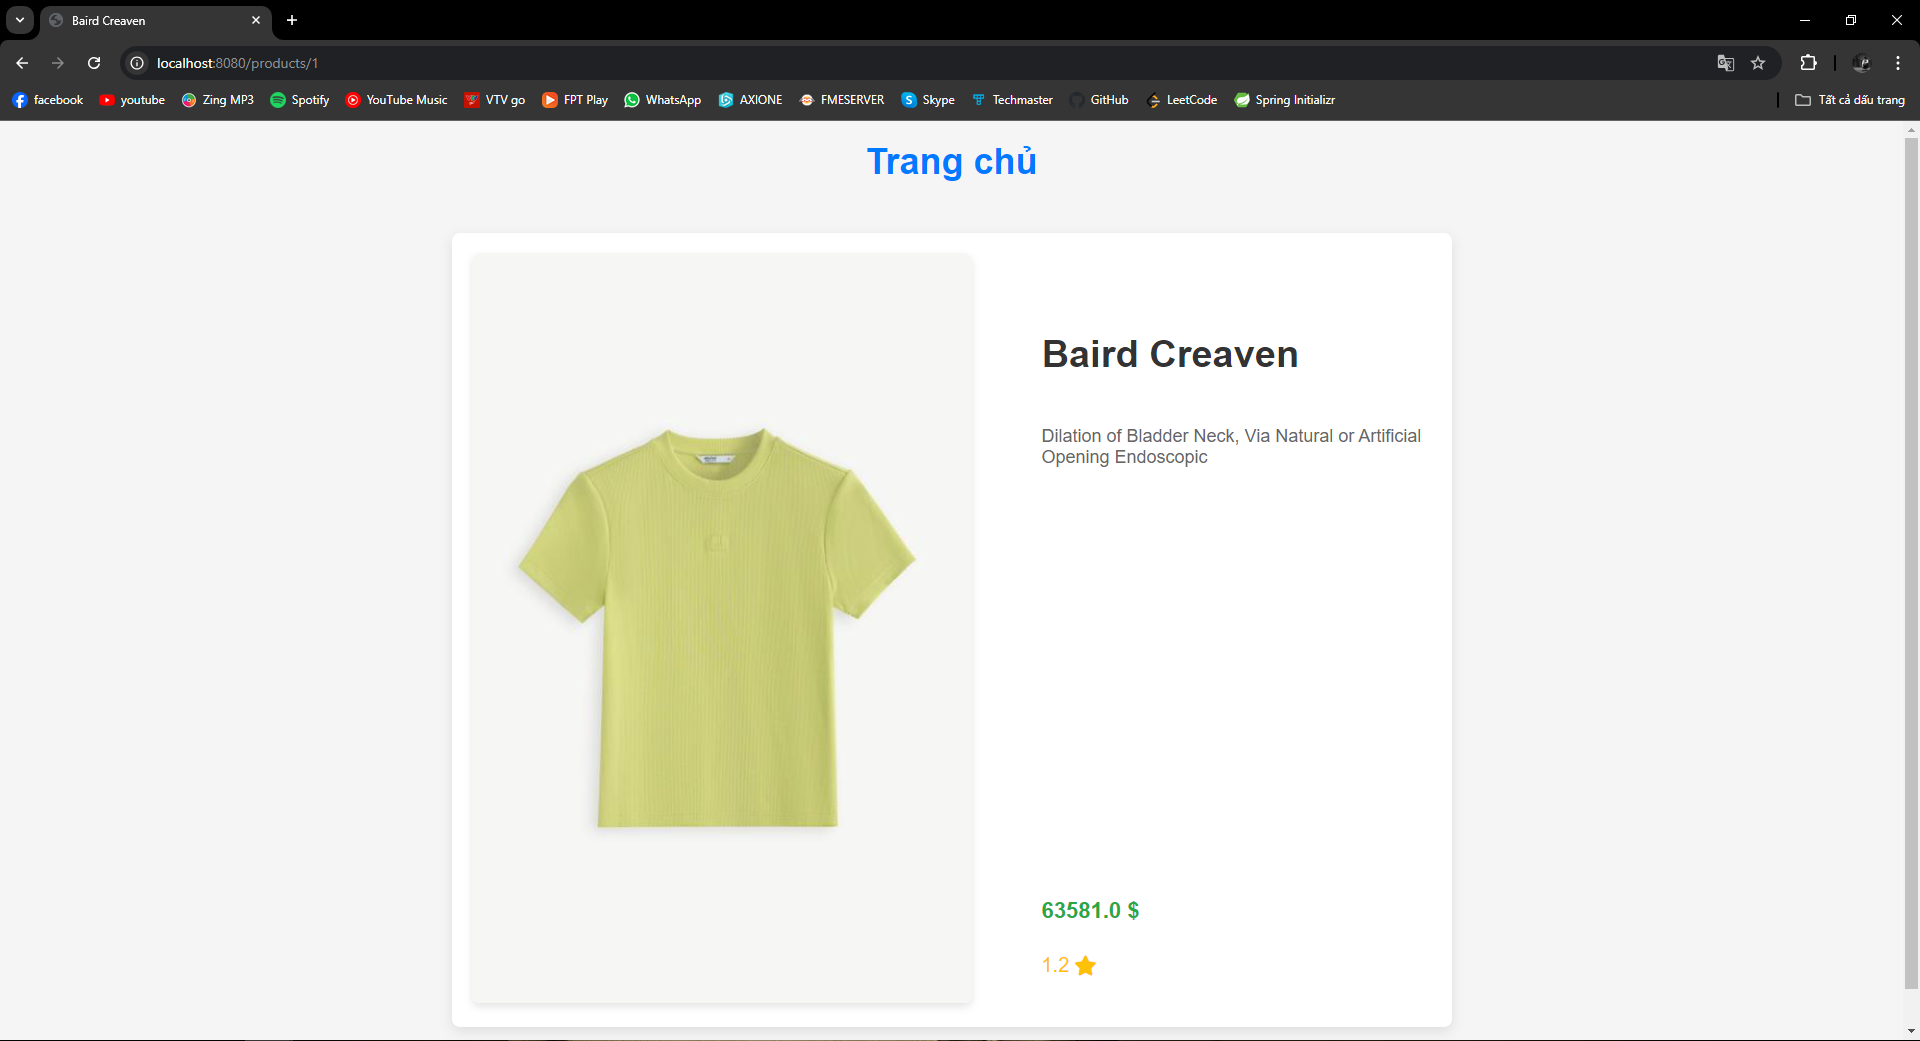 Baird Creaven
localhost:8080/products/1
facebook
youtube
Zing MP3
Spotify
YouTube Music
VTV go
FPT Play
WhatsApp
AXIONE
FMESERVER
Skype
Techmaster
GitHub
LeetCode
Spring Initializr
Tất cả dấu trang
Trang chủ
Baird Creaven
Dilation of Bladder Neck, Via Natural or Artificial
Opening Endoscopic
63581.0 $
1.2